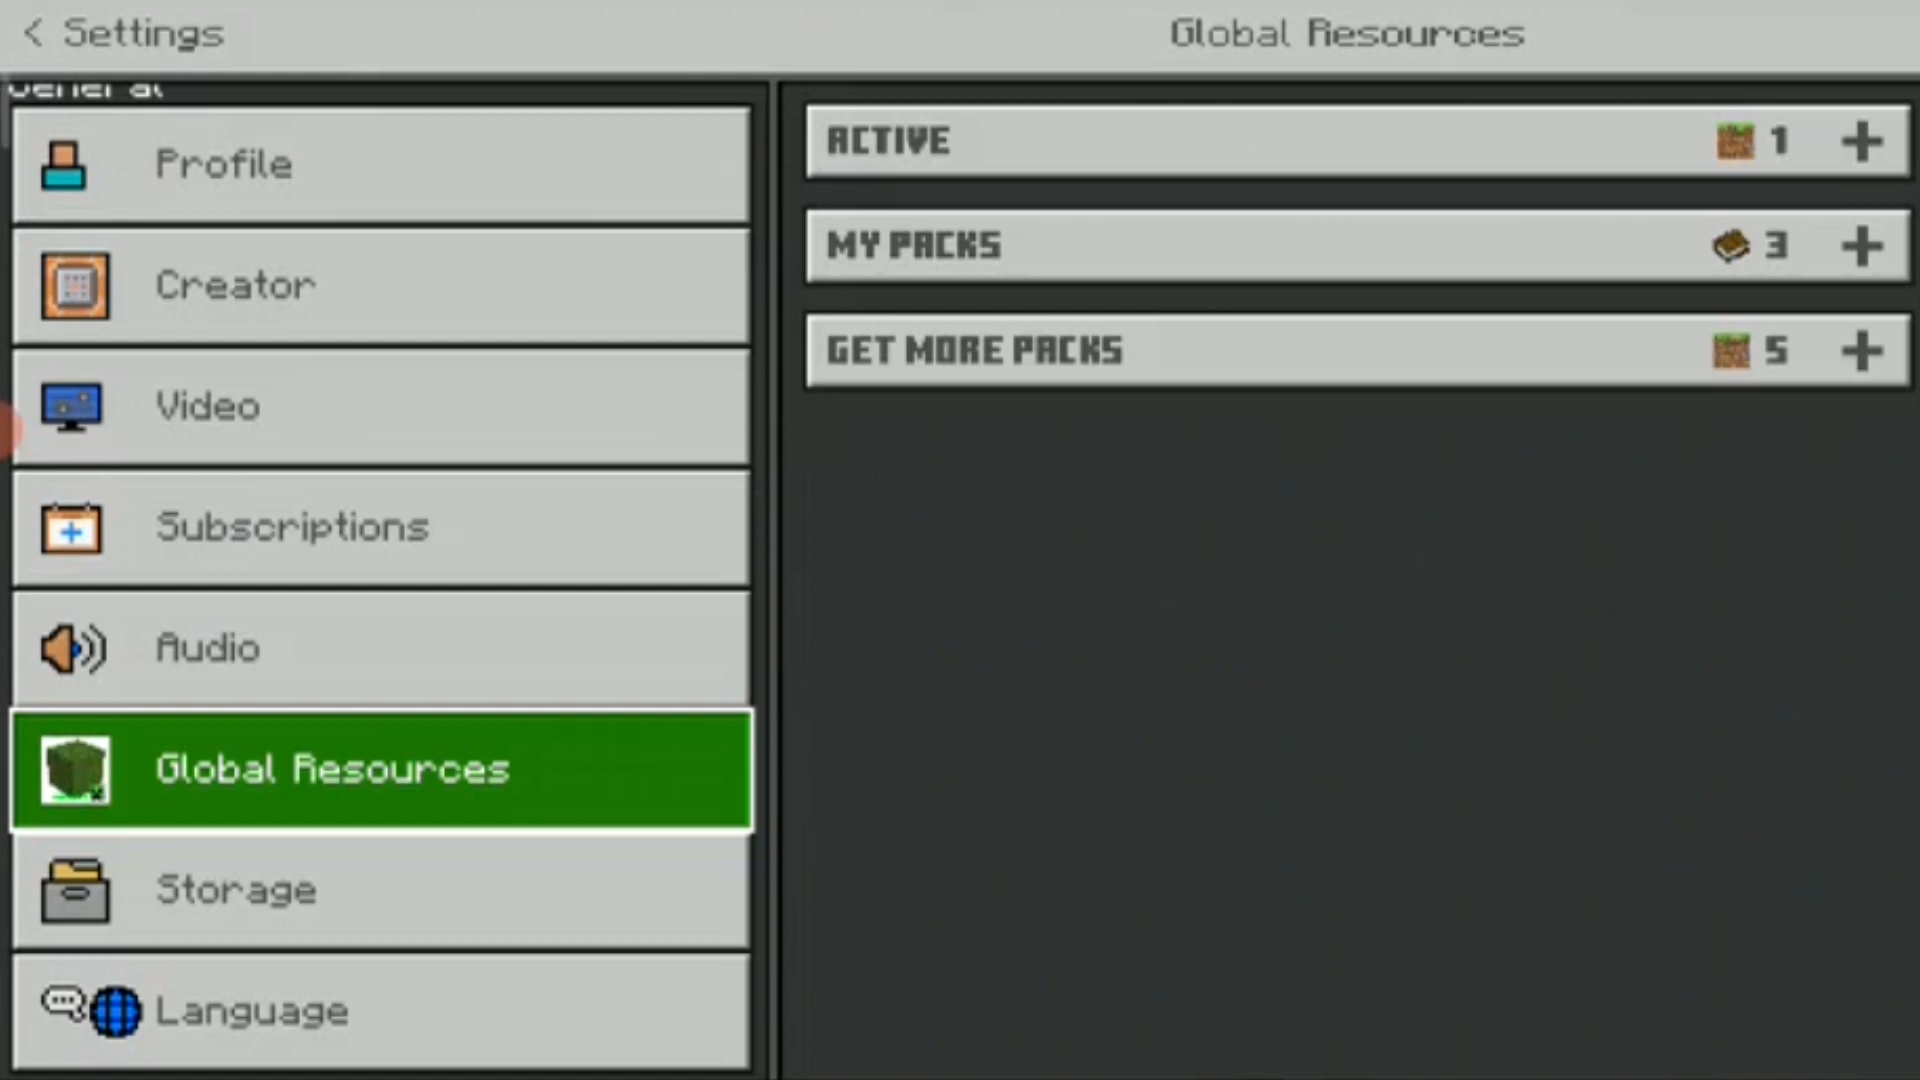 < Settings
Global Resources
General
Profile
Creator
Video
Subscriptions
Audio
Global Resources
Storage
Language
ACTIVE 1 +
MY PACKS 3 +
GET MORE PACKS 5 +